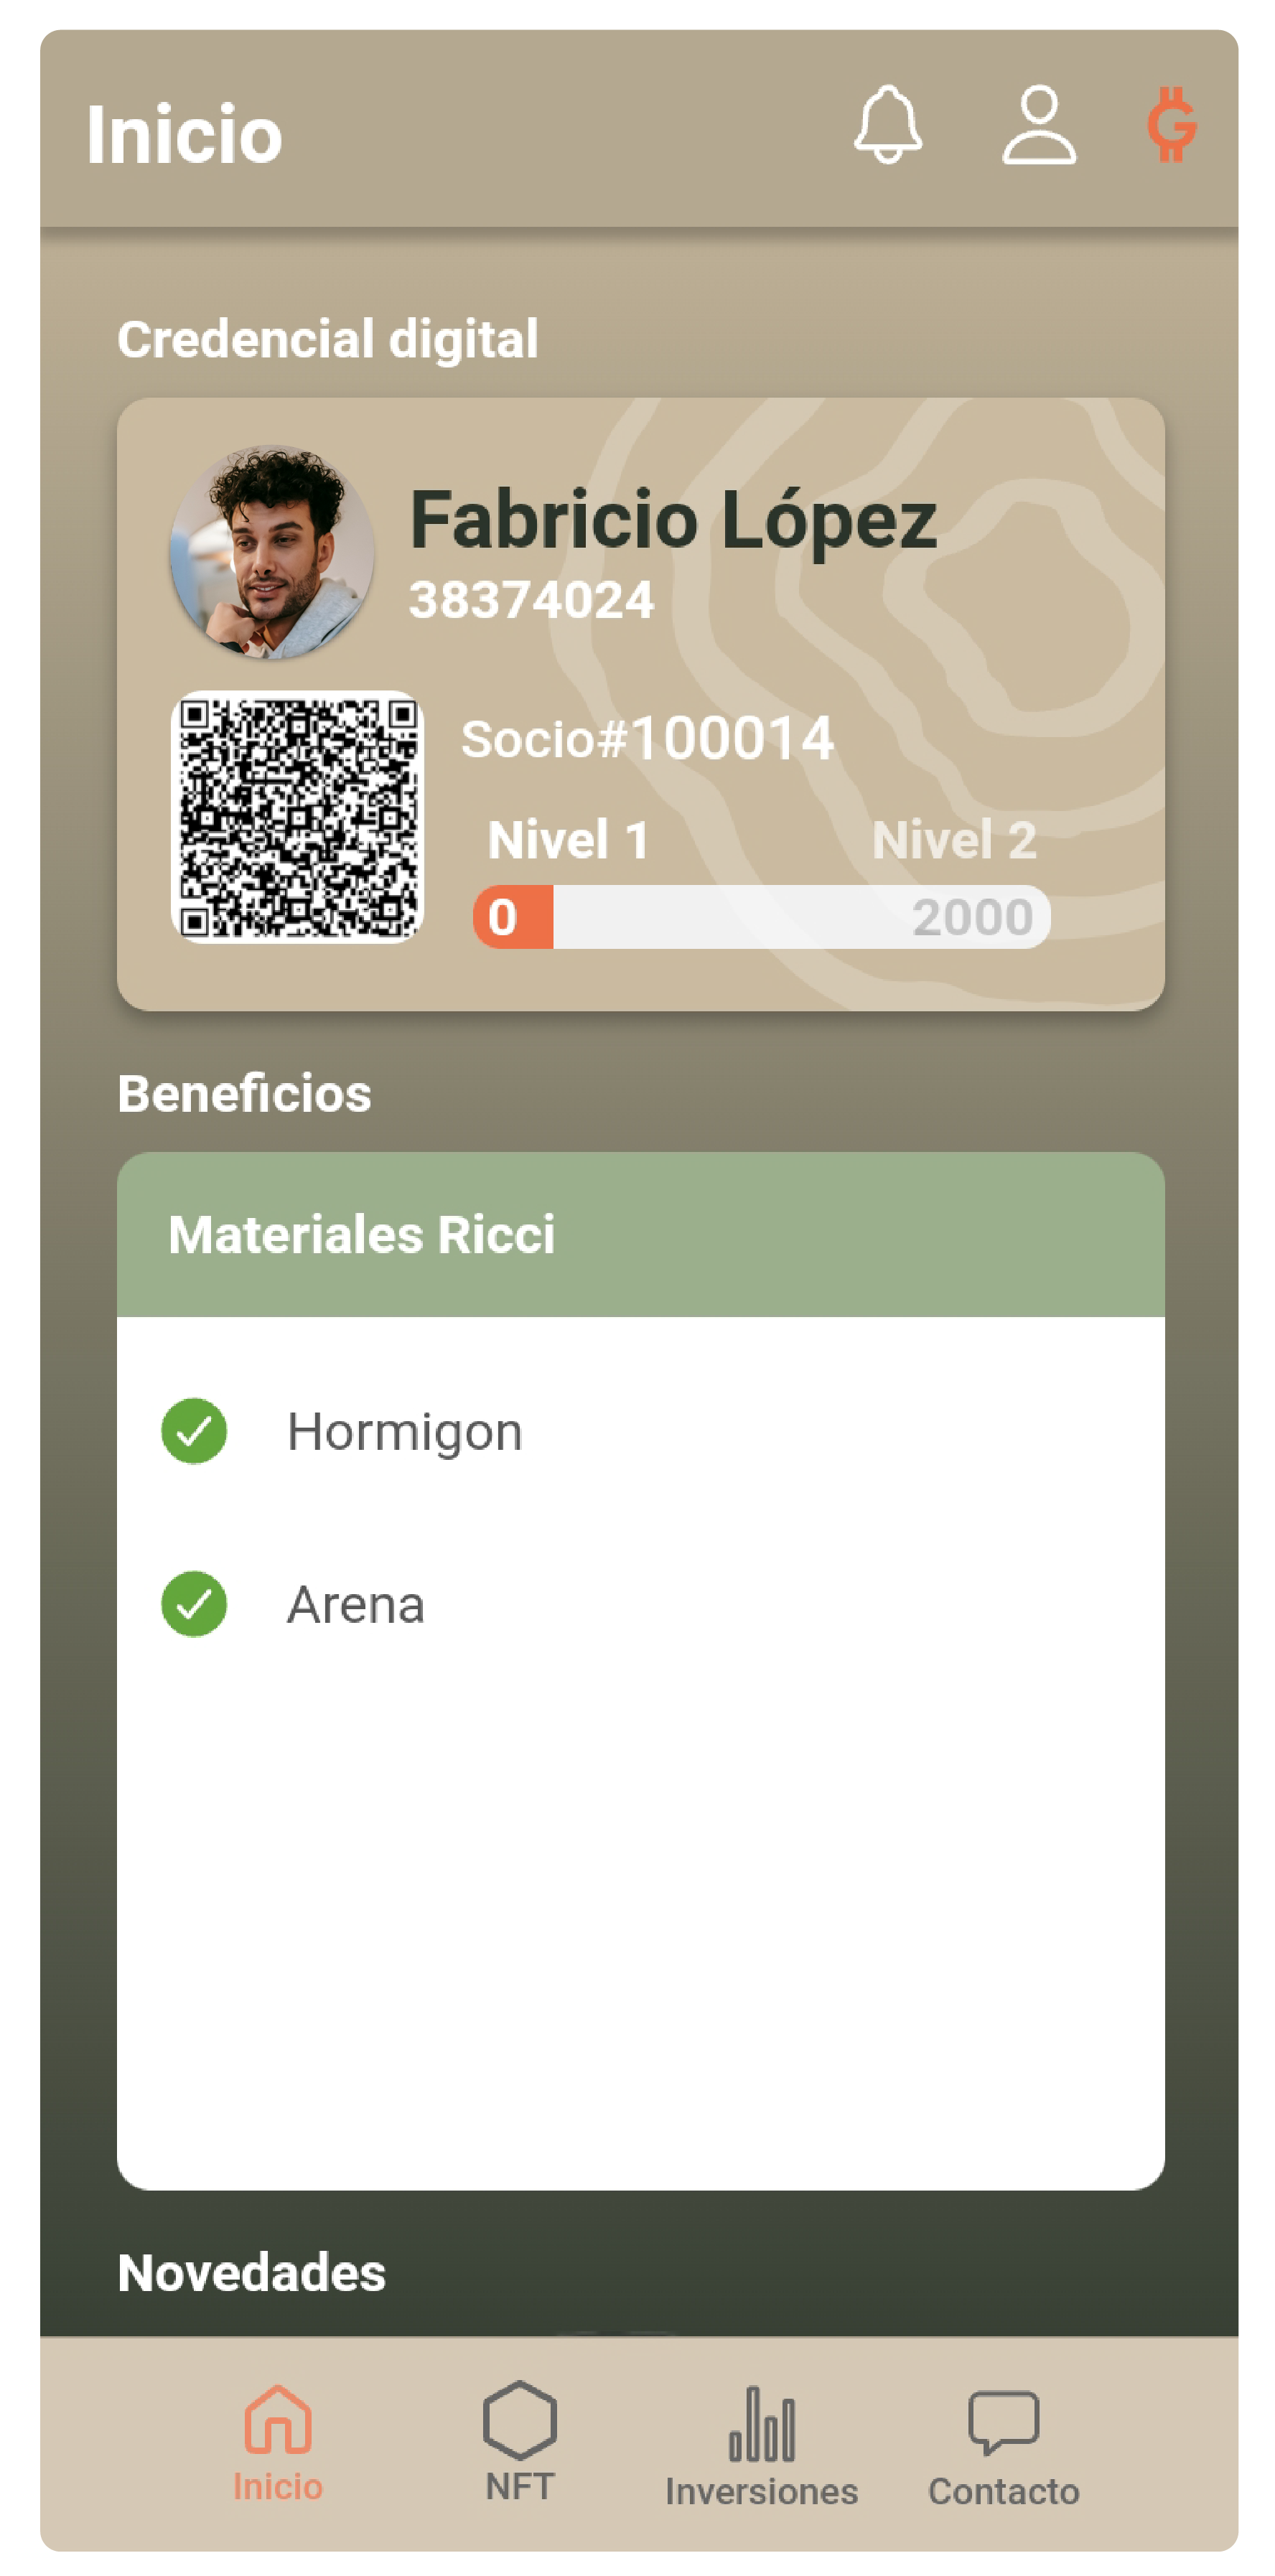 Inicio
Credencial digital
Fabricio López
38374024
Socio#100014
Nivel 1 Nivel 2
0 2000
Beneficios
Materiales Ricci
Hormigon
Arena
Novedades
Inicio NFT Inversiones Contacto